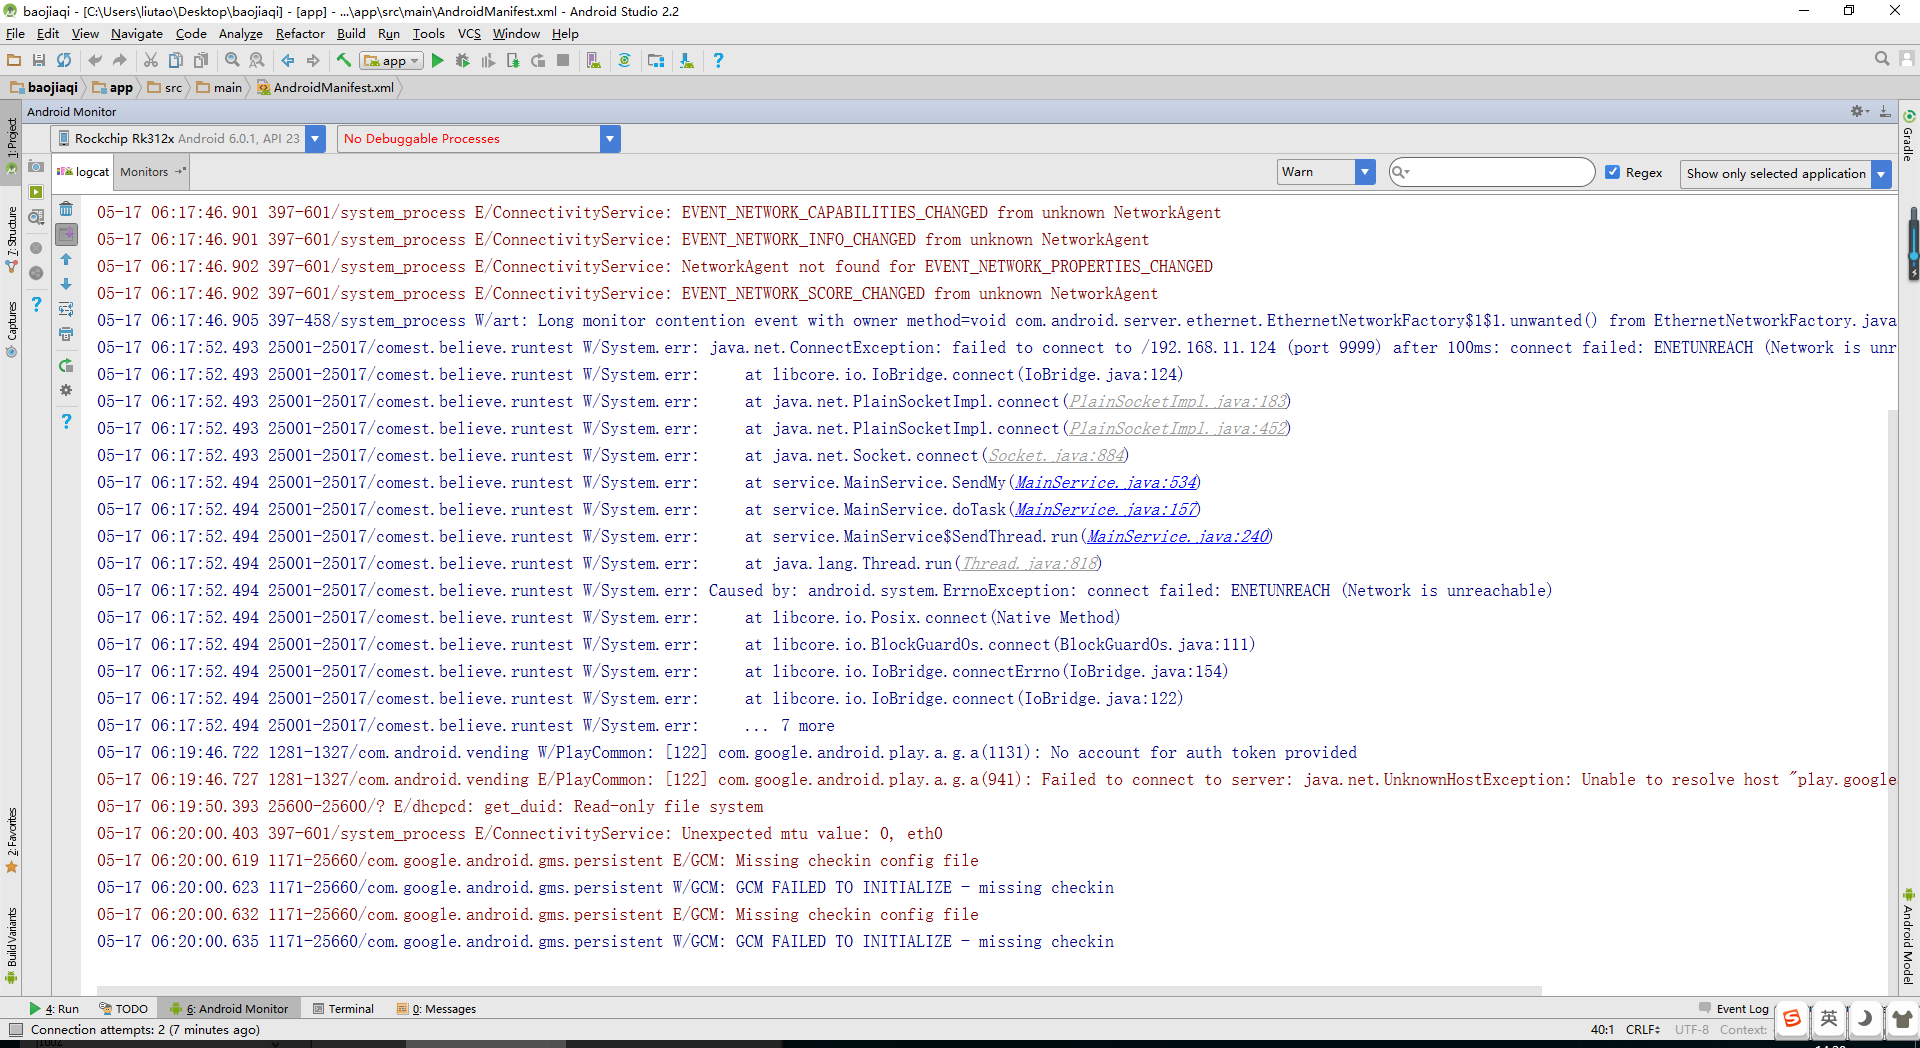 baojiaqi - [C:\Users\liutao\Desktop\baojiaqi] - [app] - ...\app\src\main\AndroidManifest.xml - Android Studio 2.2
File Edit View Navigate Code Analyze Refactor Build Run Tools VCS Window Help
app
baojiaqi app src main AndroidManifest.xml
Android Monitor
Rockchip Rk312x Android 6.0.1, API 23 No Debuggable Processes
logcat Monitors Warn Regex Show only selected application
05-17 06:17:46.901 397-601/system_process E/ConnectivityService: EVENT_NETWORK_CAPABILITIES_CHANGED from unknown NetworkAgent
05-17 06:17:46.901 397-601/system_process E/ConnectivityService: EVENT_NETWORK_INFO_CHANGED from unknown NetworkAgent
05-17 06:17:46.902 397-601/system_process E/ConnectivityService: NetworkAgent not found for EVENT_NETWORK_PROPERTIES_CHANGED
05-17 06:17:46.902 397-601/system_process E/ConnectivityService: EVENT_NETWORK_SCORE_CHANGED from unknown NetworkAgent
05-17 06:17:46.905 397-458/system_process W/art: Long monitor contention event with owner method=void com.android.server.ethernet.EthernetNetworkFactory$1$1.unwanted() from EthernetNetworkFactory.java
05-17 06:17:52.493 25001-25017/comest.believe.runtest W/System.err: java.net.ConnectException: failed to connect to /192.168.11.124 (port 9999) after 100ms: connect failed: ENETUNREACH (Network is unr
05-17 06:17:52.493 25001-25017/comest.believe.runtest W/System.err:     at libcore.io.IoBridge.connect(IoBridge.java:124)
05-17 06:17:52.493 25001-25017/comest.believe.runtest W/System.err:     at java.net.PlainSocketImpl.connect(PlainSocketImpl.java:183)
05-17 06:17:52.493 25001-25017/comest.believe.runtest W/System.err:     at java.net.PlainSocketImpl.connect(PlainSocketImpl.java:452)
05-17 06:17:52.493 25001-25017/comest.believe.runtest W/System.err:     at java.net.Socket.connect(Socket.java:884)
05-17 06:17:52.494 25001-25017/comest.believe.runtest W/System.err:     at service.MainService.SendMy(MainService.java:534)
05-17 06:17:52.494 25001-25017/comest.believe.runtest W/System.err:     at service.MainService.doTask(MainService.java:157)
05-17 06:17:52.494 25001-25017/comest.believe.runtest W/System.err:     at service.MainService$SendThread.run(MainService.java:240)
05-17 06:17:52.494 25001-25017/comest.believe.runtest W/System.err:     at java.lang.Thread.run(Thread.java:818)
05-17 06:17:52.494 25001-25017/comest.believe.runtest W/System.err: Caused by: android.system.ErrnoException: connect failed: ENETUNREACH (Network is unreachable)
05-17 06:17:52.494 25001-25017/comest.believe.runtest W/System.err:     at libcore.io.Posix.connect(Native Method)
05-17 06:17:52.494 25001-25017/comest.believe.runtest W/System.err:     at libcore.io.BlockGuardOs.connect(BlockGuardOs.java:111)
05-17 06:17:52.494 25001-25017/comest.believe.runtest W/System.err:     at libcore.io.IoBridge.connectErrno(IoBridge.java:154)
05-17 06:17:52.494 25001-25017/comest.believe.runtest W/System.err:     at libcore.io.IoBridge.connect(IoBridge.java:122)
05-17 06:17:52.494 25001-25017/comest.believe.runtest W/System.err:     ... 7 more
05-17 06:19:46.722 1281-1327/com.android.vending W/PlayCommon: [122] com.google.android.play.a.g.a(1131): No account for auth token provided
05-17 06:19:46.727 1281-1327/com.android.vending E/PlayCommon: [122] com.google.android.play.a.g.a(941): Failed to connect to server: java.net.UnknownHostException: Unable to resolve host "play.google
05-17 06:19:50.393 25600-25600/? E/dhcpcd: get_duid: Read-only file system
05-17 06:20:00.403 397-601/system_process E/ConnectivityService: Unexpected mtu value: 0, eth0
05-17 06:20:00.619 1171-25660/com.google.android.gms.persistent E/GCM: Missing checkin config file
05-17 06:20:00.623 1171-25660/com.google.android.gms.persistent W/GCM: GCM FAILED TO INITIALIZE - missing checkin
05-17 06:20:00.632 1171-25660/com.google.android.gms.persistent E/GCM: Missing checkin config file
05-17 06:20:00.635 1171-25660/com.google.android.gms.persistent W/GCM: GCM FAILED TO INITIALIZE - missing checkin
1: Project
7: Structure
Captures
2: Favorites
Build Variants
Gradle
Android Model
4: Run TODO 6: Android Monitor Terminal 0: Messages Event Log
Connection attempts: 2 (7 minutes ago) 40:1 CRLF UTF-8 Context:
英